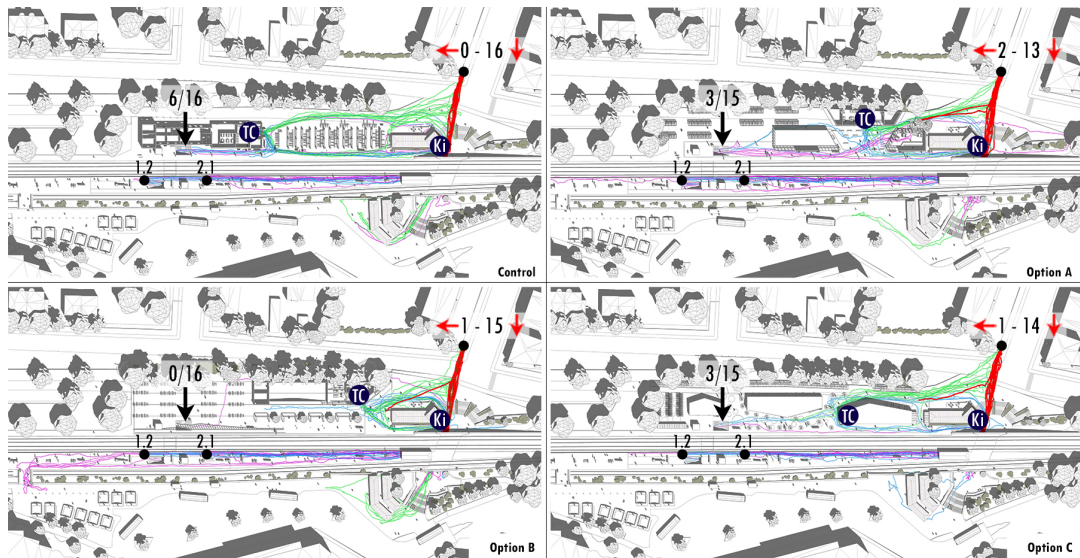 0 - 16
6/16
TC
Ki
1.2
2.1
Control
2 - 13
3/15
TC
Ki
1.2
2.1
Option A
1 - 15
0/16
TC
Ki
1.2
2.1
Option B
1 - 14
3/15
TC
Ki
1.2
2.1
Option C